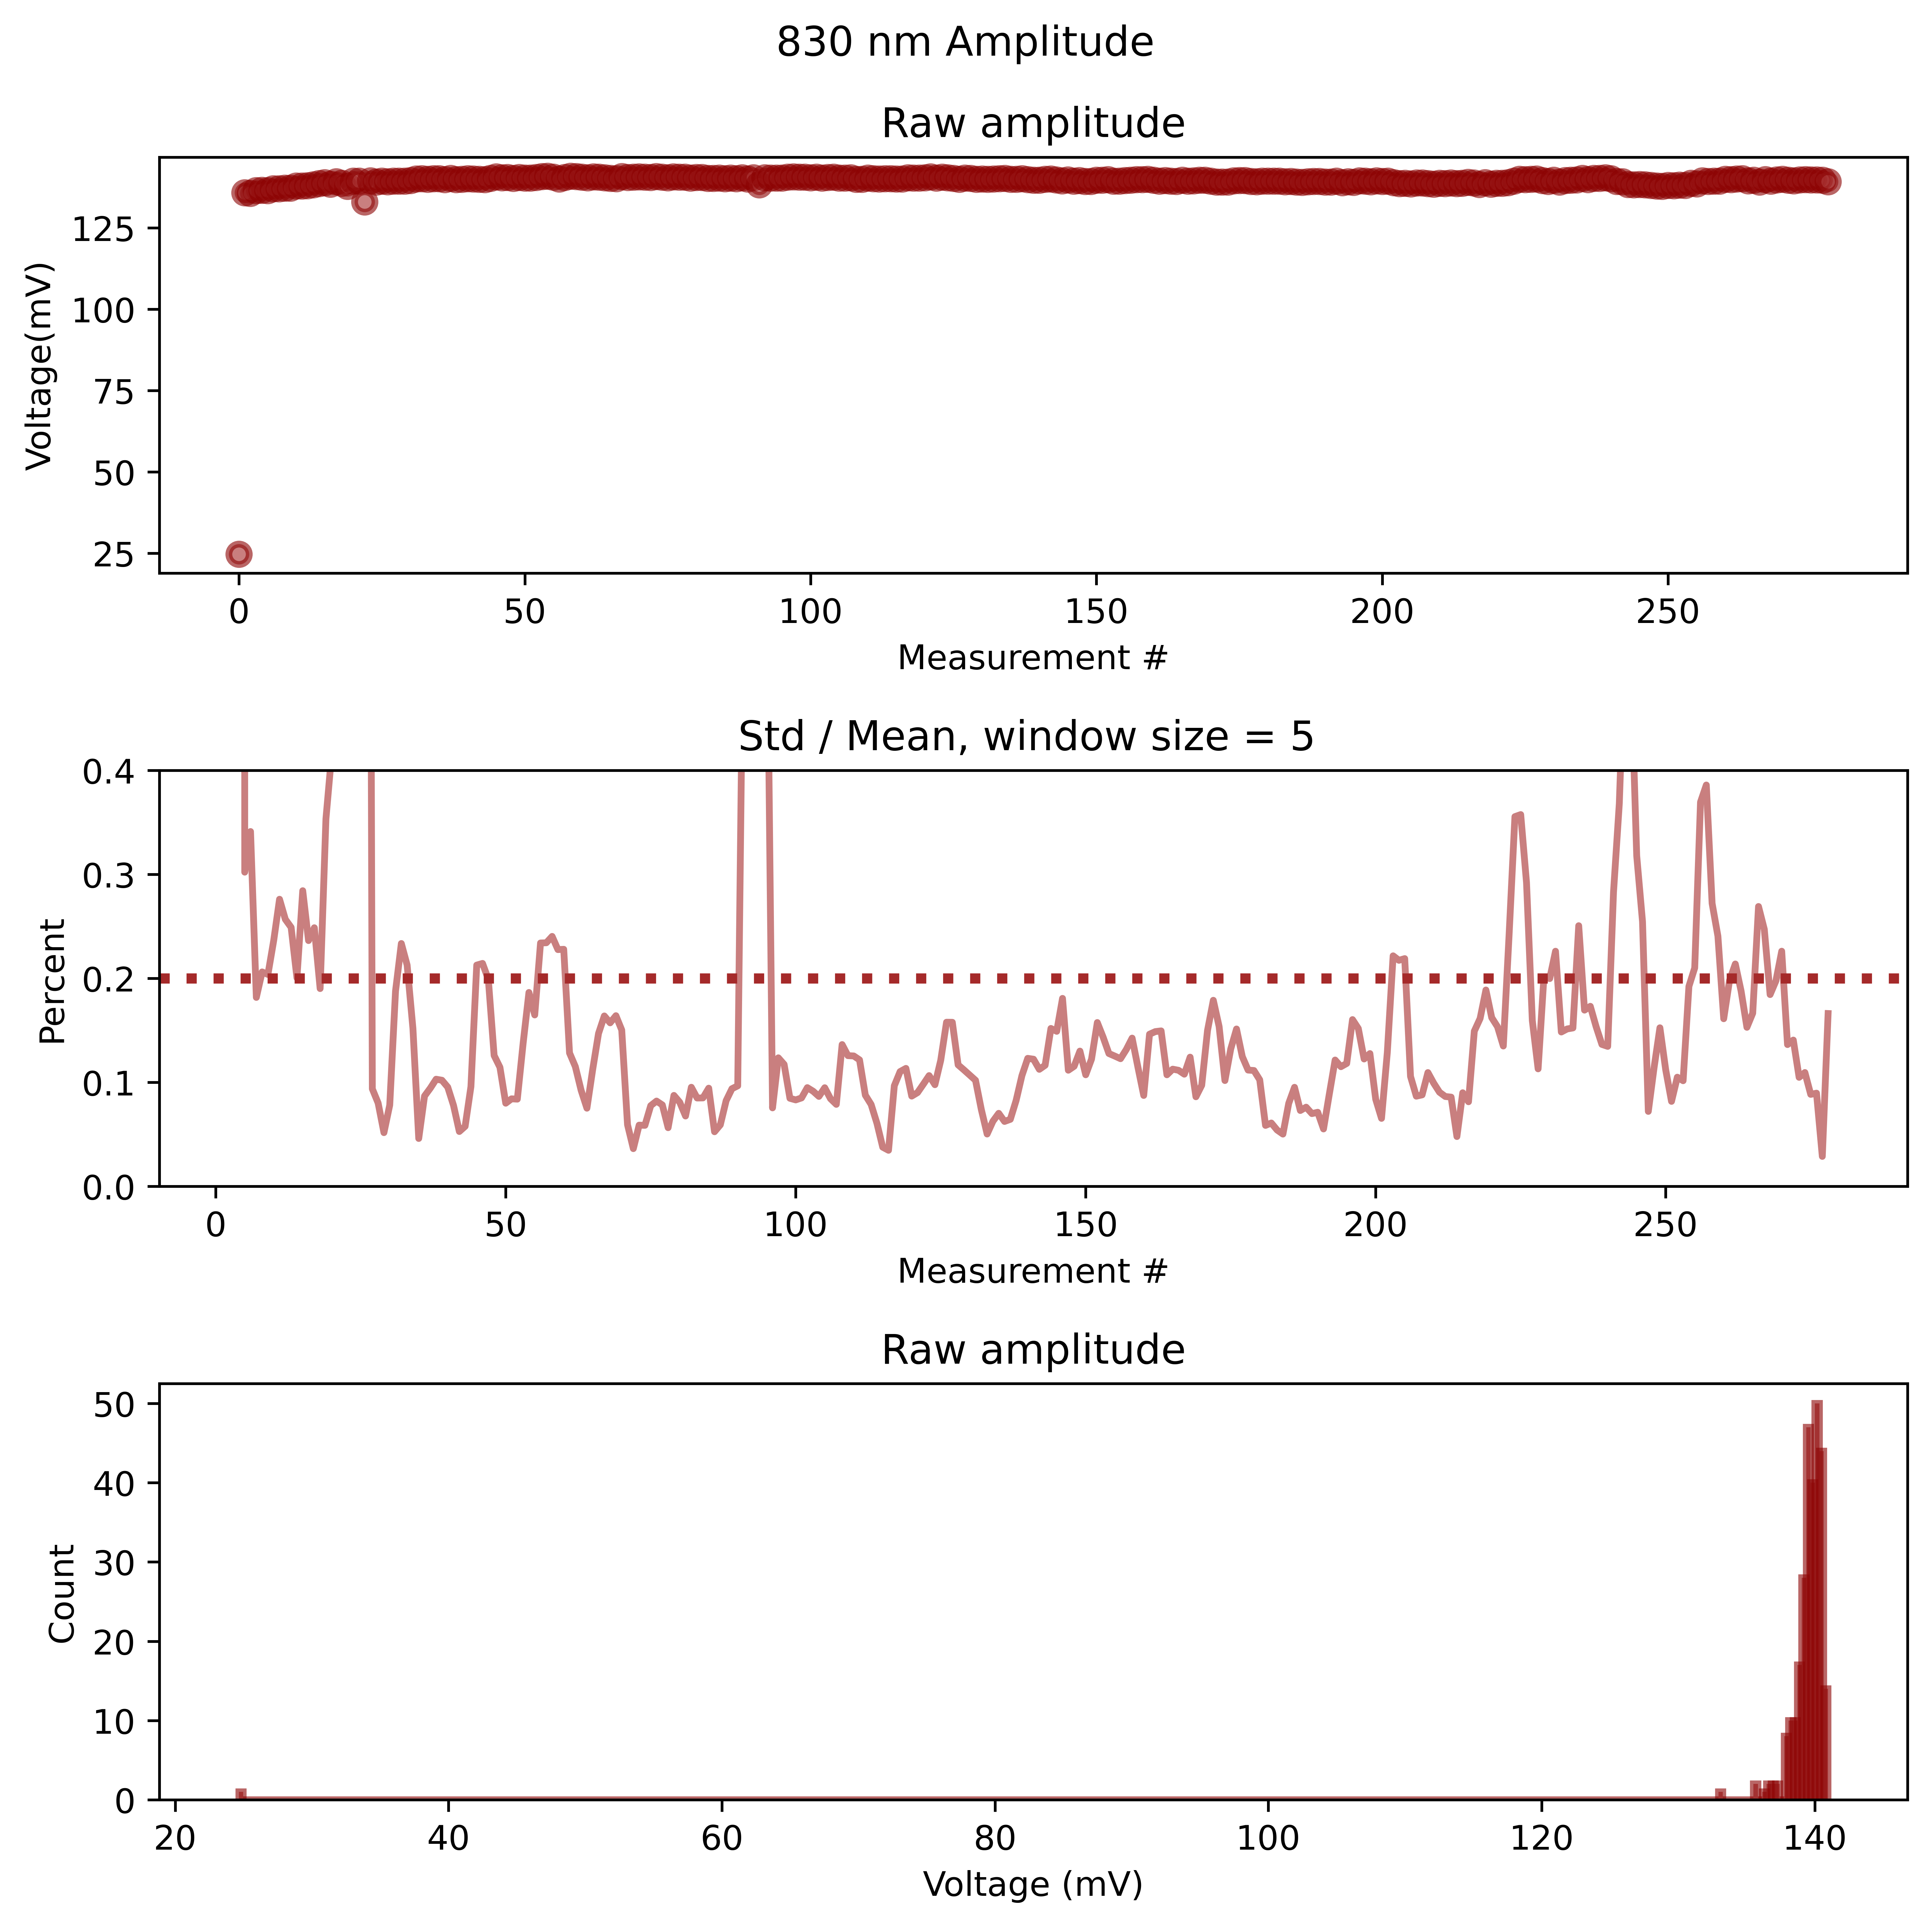 830 nm Amplitude
Raw amplitude
125
100
75
50
25
Voltage(mV)
0 50 100 150 200 250
Measurement #
Std / Mean, window size = 5
0.4
0.3
0.2
0.1
0.0
Percent
0 50 100 150 200 250
Measurement #
Raw amplitude
50
40
30
20
10
0
Count
20 40 60 80 100 120 140
Voltage (mV)